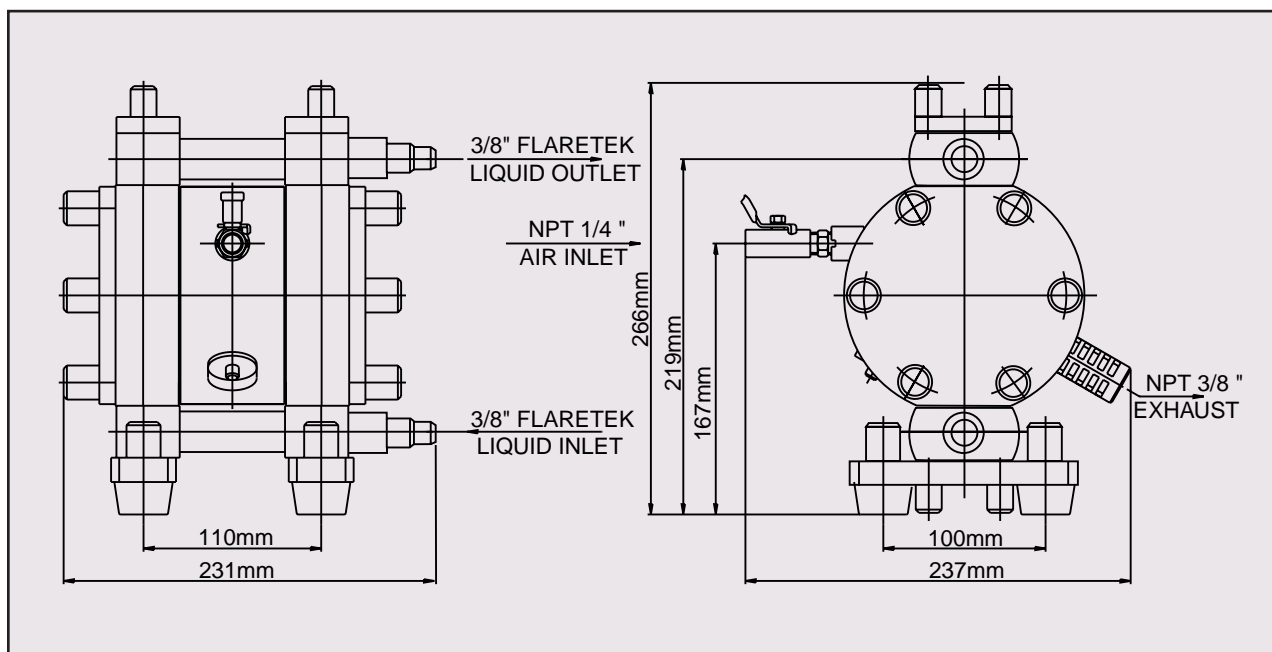 3/8" FLARETEK
LIQUID OUTLET
NPT 1/4 "
AIR INLET
3/8" FLARETEK
LIQUID INLET
110mm
231mm
266mm
219mm
167mm
NPT 3/8 "
EXHAUST
100mm
237mm